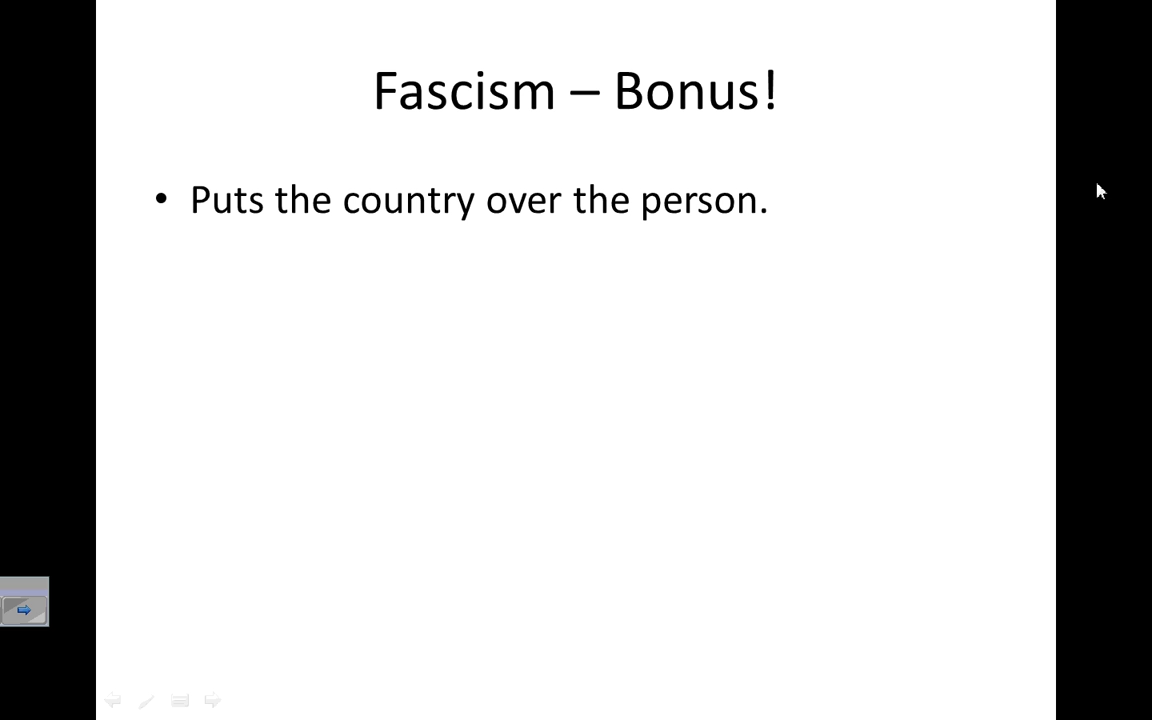 Fascism – Bonus!
• Puts the country over the person.